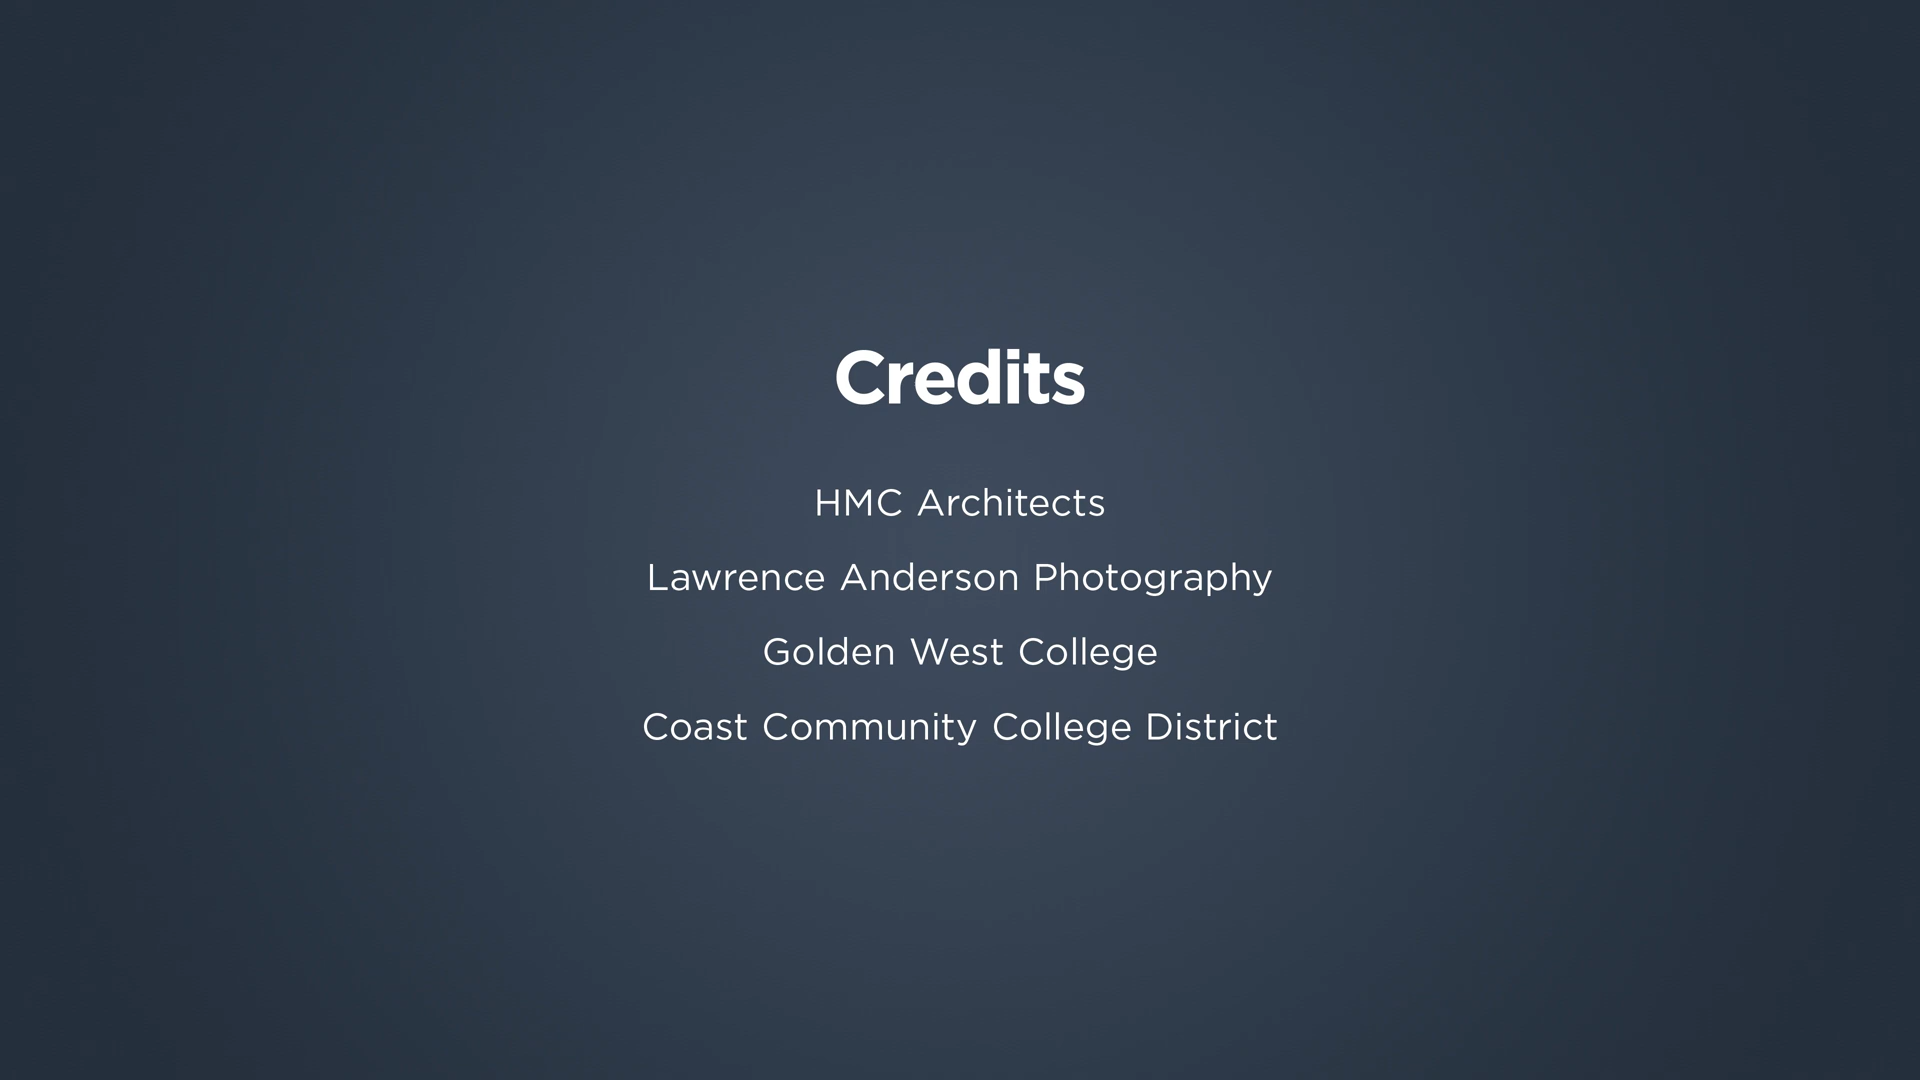 Credits
HMC Architects
Lawrence Anderson Photography
Golden West College
Coast Community College District